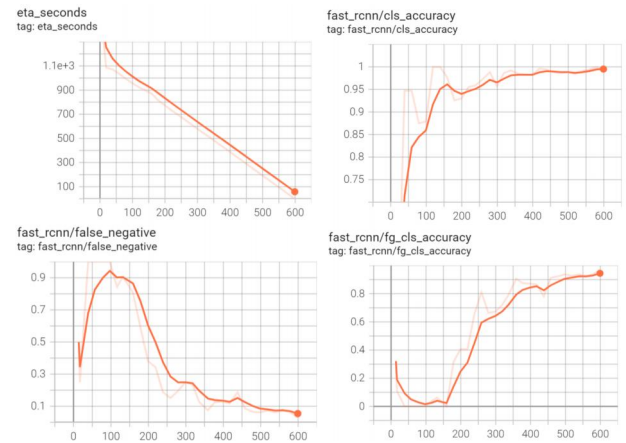 eta_seconds
tag: eta_seconds
1.1e+3
900
700
500
300
100
0 100 200 300 400 500 600
fast_rcnn/cls_accuracy
tag: fast_rcnn/cls_accuracy
1
0.95
0.9
0.85
0.8
0.75
0 100 200 300 400 500 600
fast_rcnn/false_negative
tag: fast_rcnn/false_negative
0.9
0.7
0.5
0.3
0.1
0 100 200 300 400 500 600
fast_rcnn/fg_cls_accuracy
tag: fast_rcnn/fg_cls_accuracy
0.8
0.6
0.4
0.2
0
0 100 200 300 400 500 600